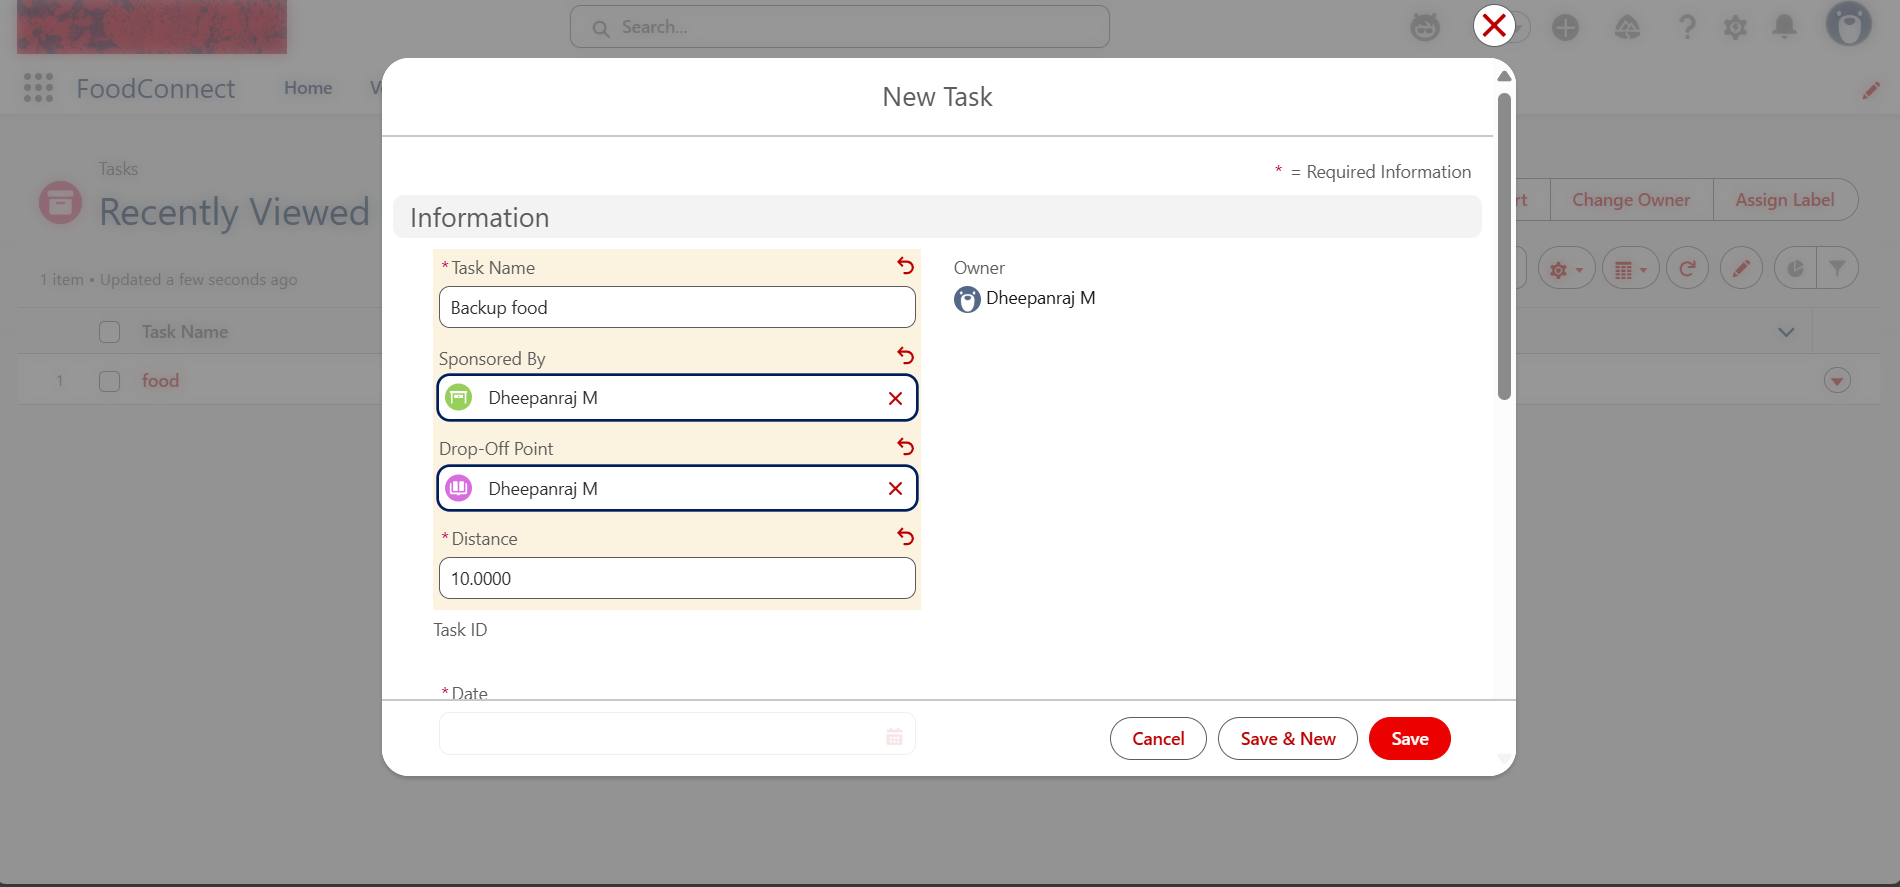 Search...
FoodConnect
Home
New Task
* = Required Information
Tasks
Recently Viewed
Change Owner
Assign Label
Information
1 item • Updated a few seconds ago
*Task Name
Owner
Backup food
Dheepanraj M
Task Name
Sponsored By
1
food
Dheepanraj M
Drop-Off Point
Dheepanraj M
*Distance
10.0000
Task ID
*Date
Cancel
Save & New
Save